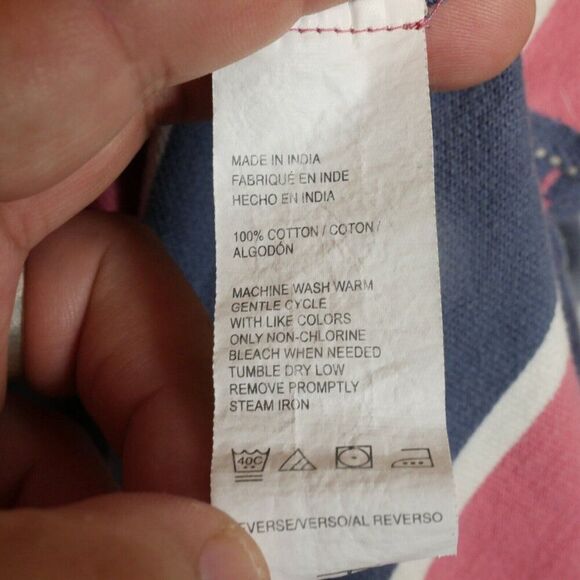 MADE IN INDIA
FABRIQUÉ EN INDE
HECHO EN INDIA
100% COTTON / COTON /
ALGODÓN
MACHINE WASH WARM
GENTLE CYCLE
WITH LIKE COLORS
ONLY NON-CHLORINE
BLEACH WHEN NEEDED
TUMBLE DRY LOW
REMOVE PROMPTLY
STEAM IRON
40C
EVERSE/VERSO/AL REVERSO